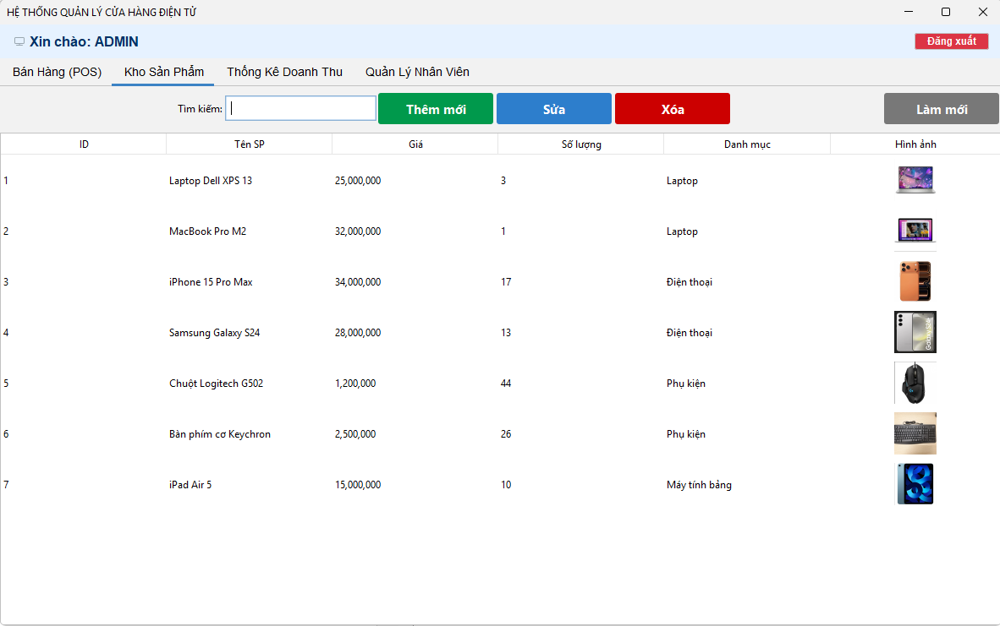 HỆ THỐNG QUẢN LÝ CỬA HÀNG ĐIỆN TỬ
Xin chào: ADMIN
Đăng xuất
Bán Hàng (POS) Kho Sản Phẩm Thống Kê Doanh Thu Quản Lý Nhân Viên
Tìm kiếm: Thêm mới Sửa Xóa Làm mới
ID Tên SP Giá Số lượng Danh mục Hình ảnh
1 Laptop Dell XPS 13 25,000,000 3 Laptop
2 MacBook Pro M2 32,000,000 1 Laptop
3 iPhone 15 Pro Max 34,000,000 17 Điện thoại
4 Samsung Galaxy S24 28,000,000 13 Điện thoại
Galaxy S24
5 Chuột Logitech G502 1,200,000 44 Phụ kiện
6 Bàn phím cơ Keychron 2,500,000 26 Phụ kiện
7 iPad Air 5 15,000,000 10 Máy tính bảng